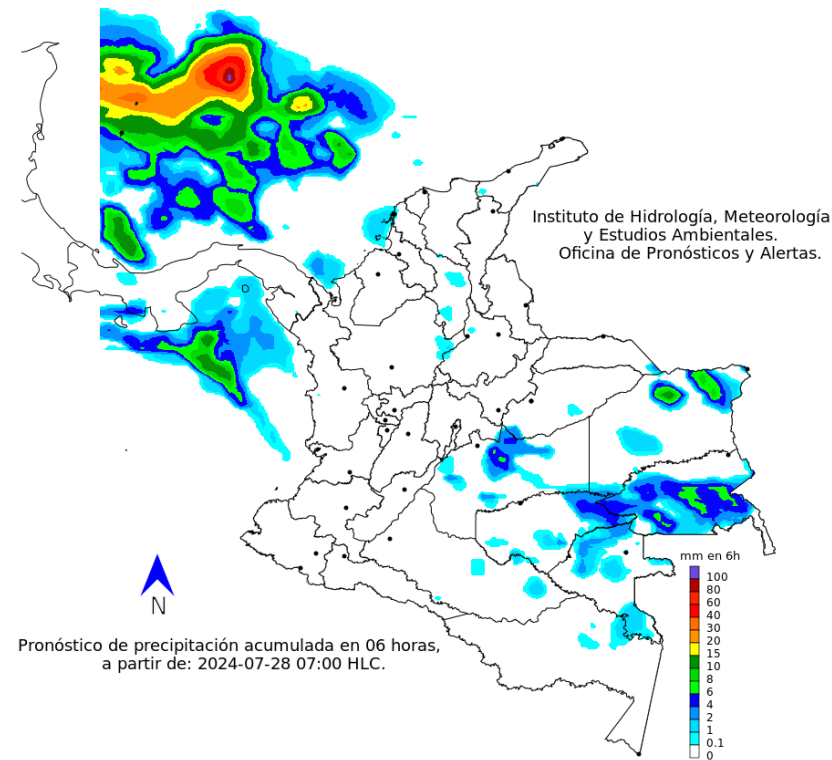 Instituto de Hidrología, Meteorología
y Estudios Ambientales.
Oficina de Pronósticos y Alertas.
mm en 6h
100
80
60
40
30
20
15
10
8
6
4
2
1
0.1
0
N
Pronóstico de precipitación acumulada en 06 horas,
a partir de: 2024-07-28 07:00 HLC.